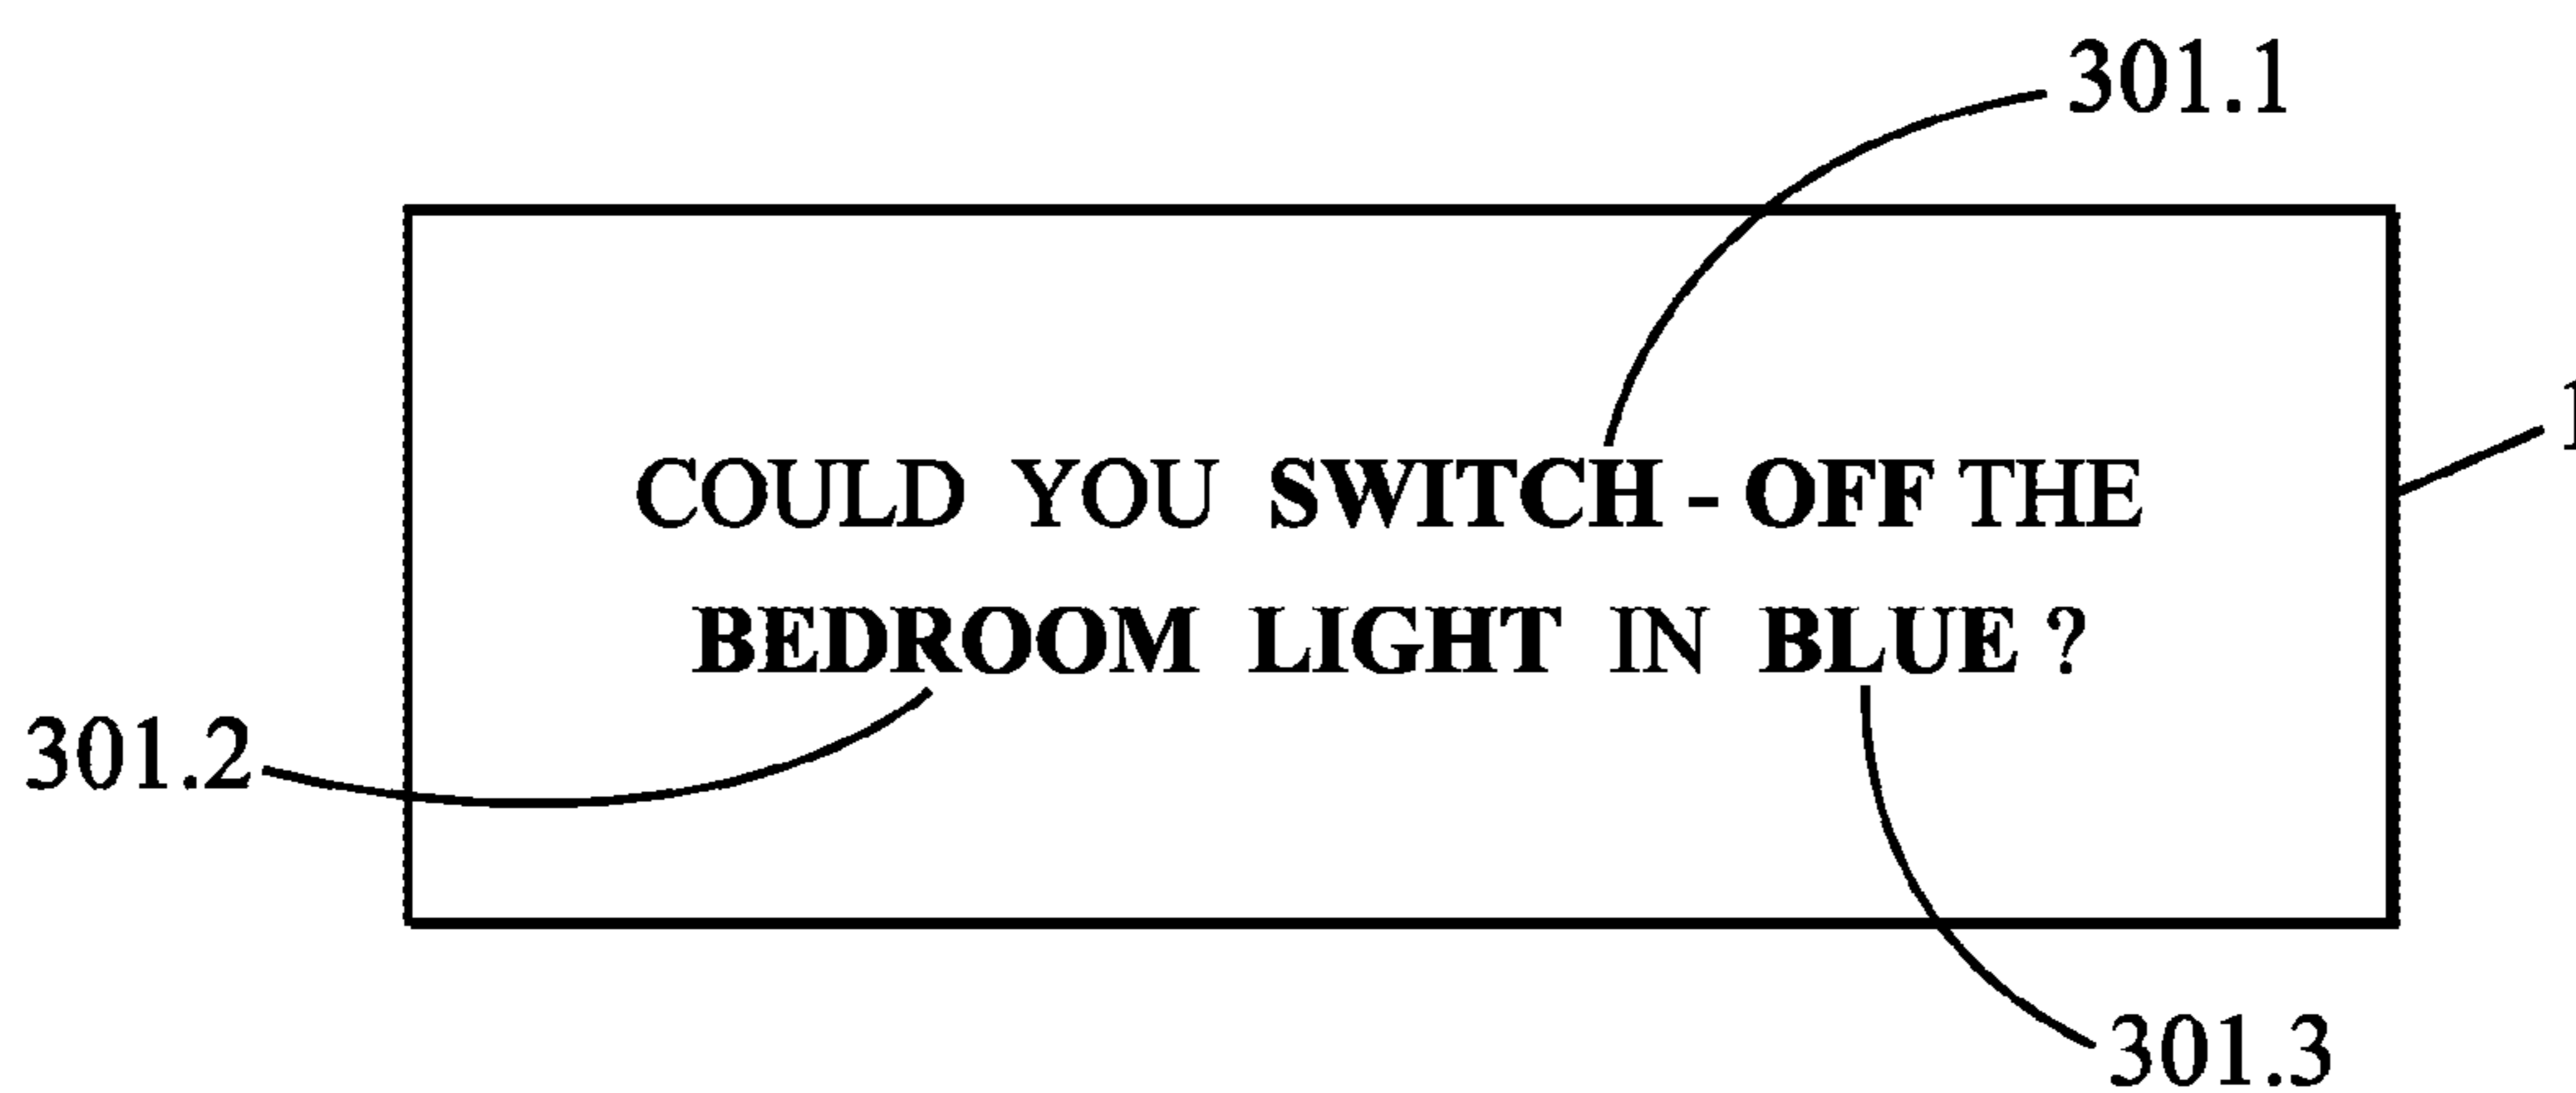 301.1
COULD YOU SWITCH - OFF THE
BEDROOM LIGHT IN BLUE ?
301.2
301.3